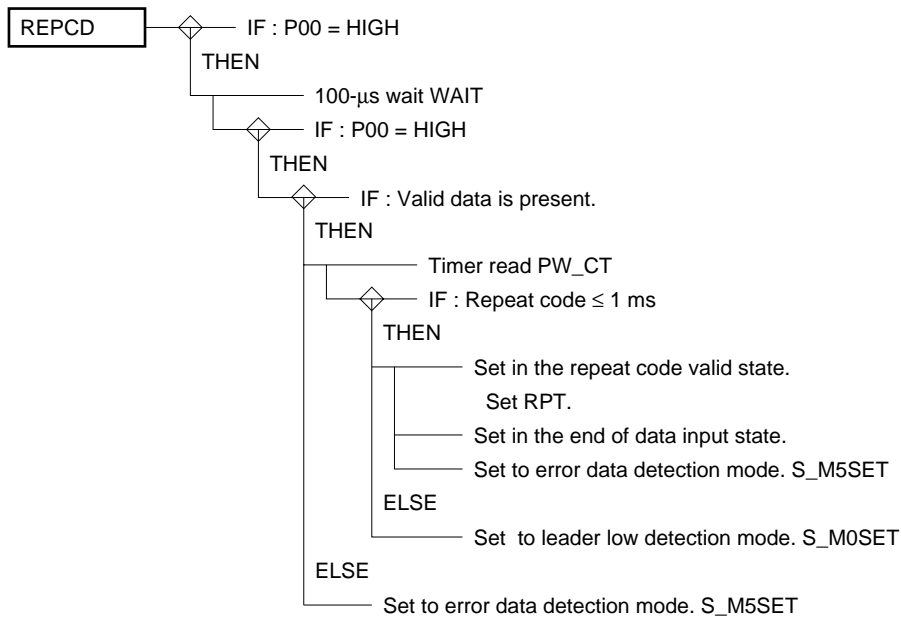 REPCD IF : P00 = HIGH
THEN
100-μs wait WAIT
IF : P00 = HIGH
THEN
IF : Valid data is present.
THEN
Timer read PW_CT
IF : Repeat code ≤ 1 ms
THEN
Set in the repeat code valid state.
Set RPT.
Set in the end of data input state.
Set to error data detection mode. S_M5SET
ELSE
Set to leader low detection mode. S_M0SET
ELSE
Set to error data detection mode. S_M5SET